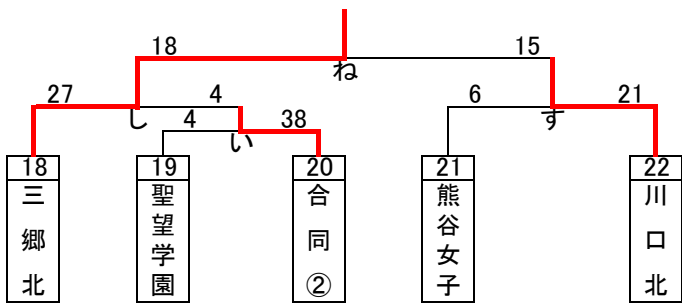 18 15
ね
27 4 6 21
し す
4 38
い
18 19 20 21 22
三郷北
聖望学園
合同②
熊谷女子
川口北